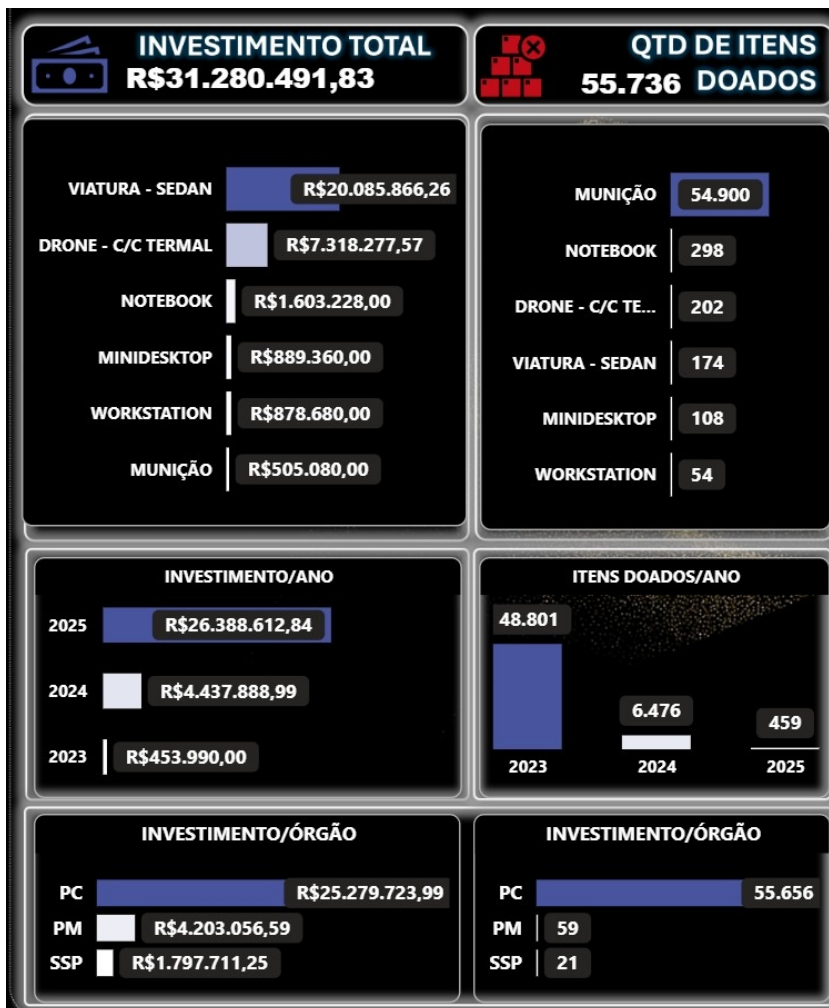 INVESTIMENTO TOTAL
R$31.280.491,83
QTD DE ITENS
55.736 DOADOS
VIATURA - SEDAN R$20.085.866,26
DRONE - C/C TERMAL R$7.318.277,57
NOTEBOOK R$1.603.228,00
MINIDESKTOP R$889.360,00
WORKSTATION R$878.680,00
MUNIÇÃO R$505.080,00
MUNIÇÃO 54.900
NOTEBOOK 298
DRONE - C/C TE... 202
VIATURA - SEDAN 174
MINIDESKTOP 108
WORKSTATION 54
INVESTIMENTO/ANO
2025 R$26.388.612,84
2024 R$4.437.888,99
2023 R$453.990,00
ITENS DOADOS/ANO
48.801
6.476
459
2023 2024 2025
INVESTIMENTO/ÓRGÃO
PC R$25.279.723,99
PM R$4.203.056,59
SSP R$1.797.711,25
INVESTIMENTO/ÓRGÃO
PC 55.656
PM 59
SSP 21